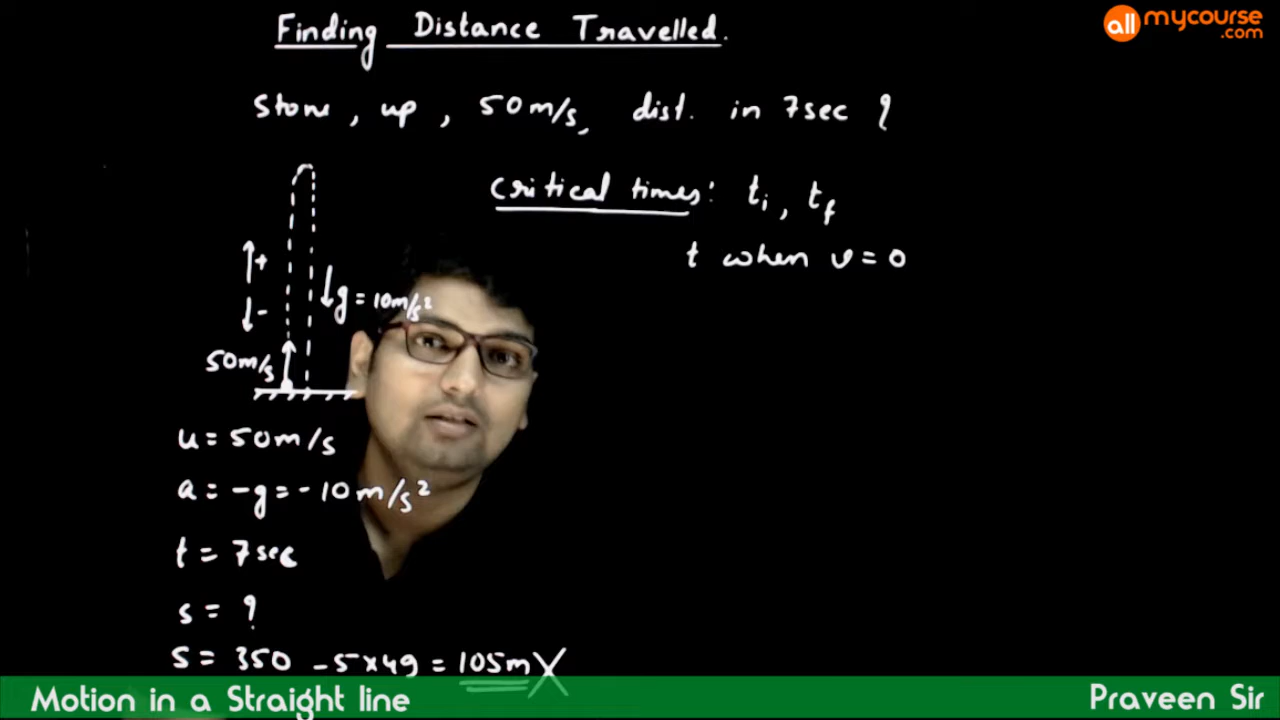 Finding Distance Travelled.
all mycourse
.com
Stone, up, 50m/s, dist. in 7sec ?
Critical times: ti, tf
t when v = 0
↑+
↓-
↓g = 10m/s²
50m/s
u = 50m/s
a = -g = -10m/s²
t = 7sec
s = ?
s = 350 - 5×49 = 105m X
Motion in a Straight line
Praveen Sir